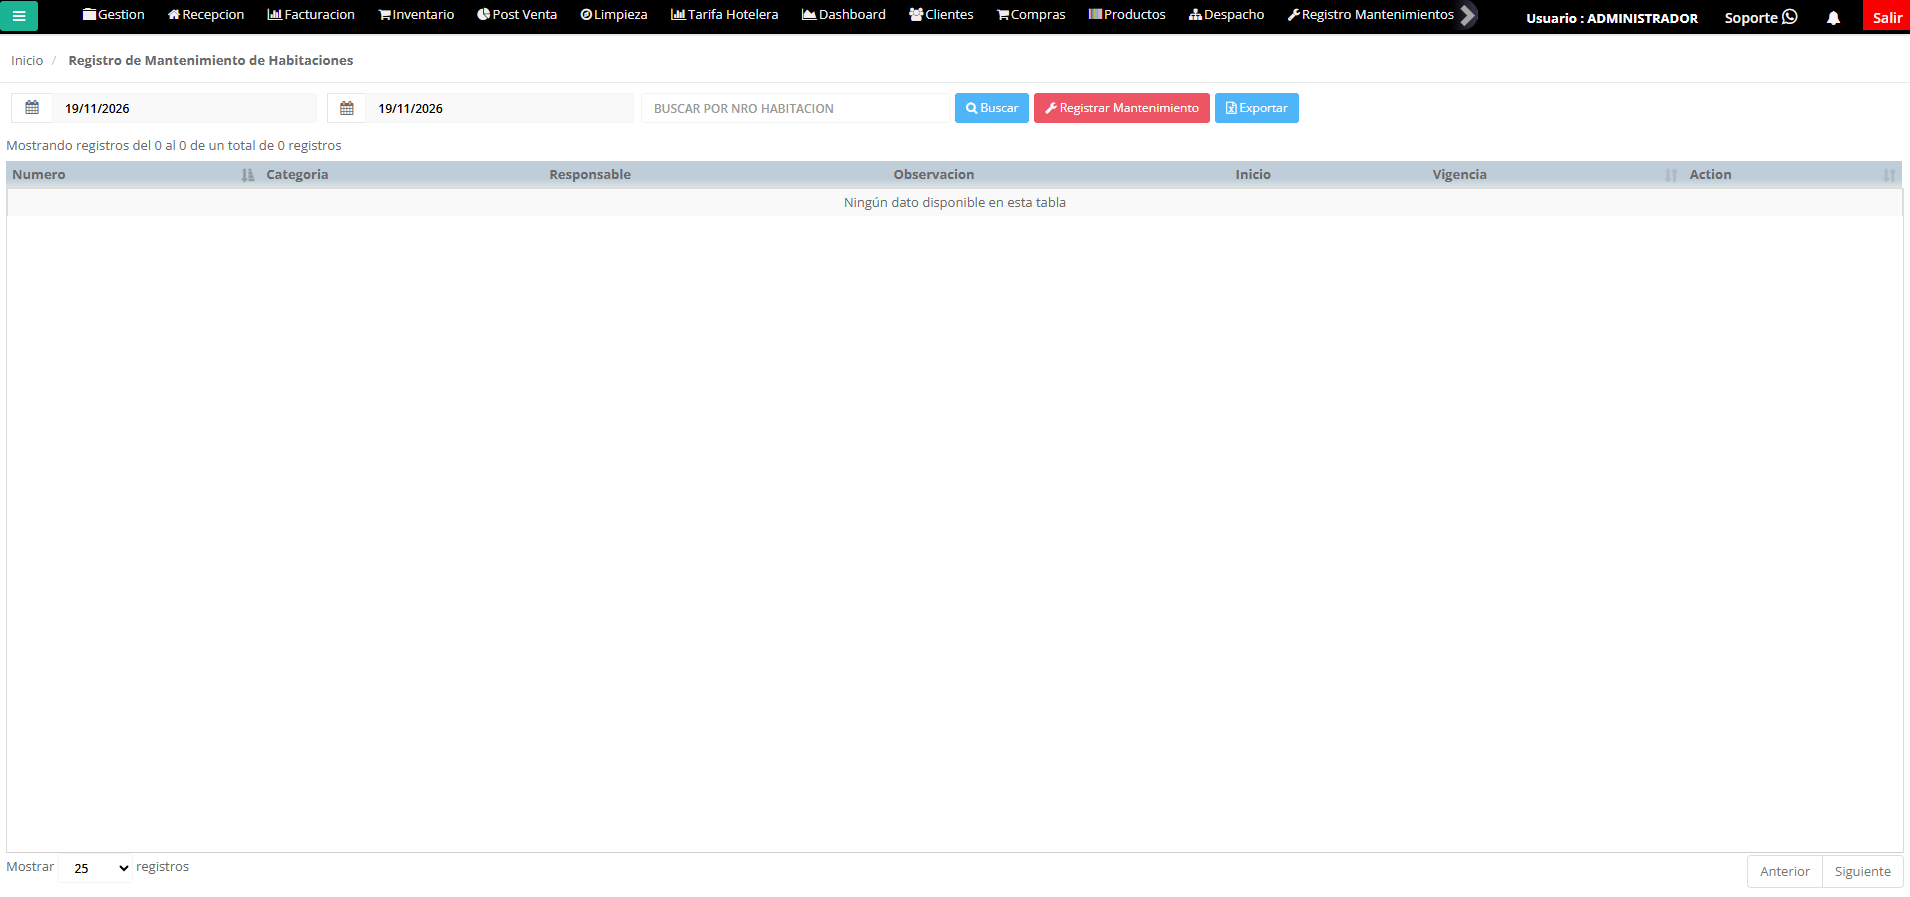 Gestion Recepcion Facturacion Inventario Post Venta Limpieza Tarifa Hotelera Dashboard Clientes Compras Productos Despacho Registro Mantenimientos Usuario : ADMINISTRADOR Soporte Salir
Inicio / Registro de Mantenimiento de Habitaciones
19/11/2026 19/11/2026 BUSCAR POR NRO HABITACION Buscar Registrar Mantenimiento Exportar
Mostrando registros del 0 al 0 de un total de 0 registros
Numero Categoria Responsable Observacion Inicio Vigencia Action
Ningún dato disponible en esta tabla
Mostrar 25 registros Anterior Siguiente